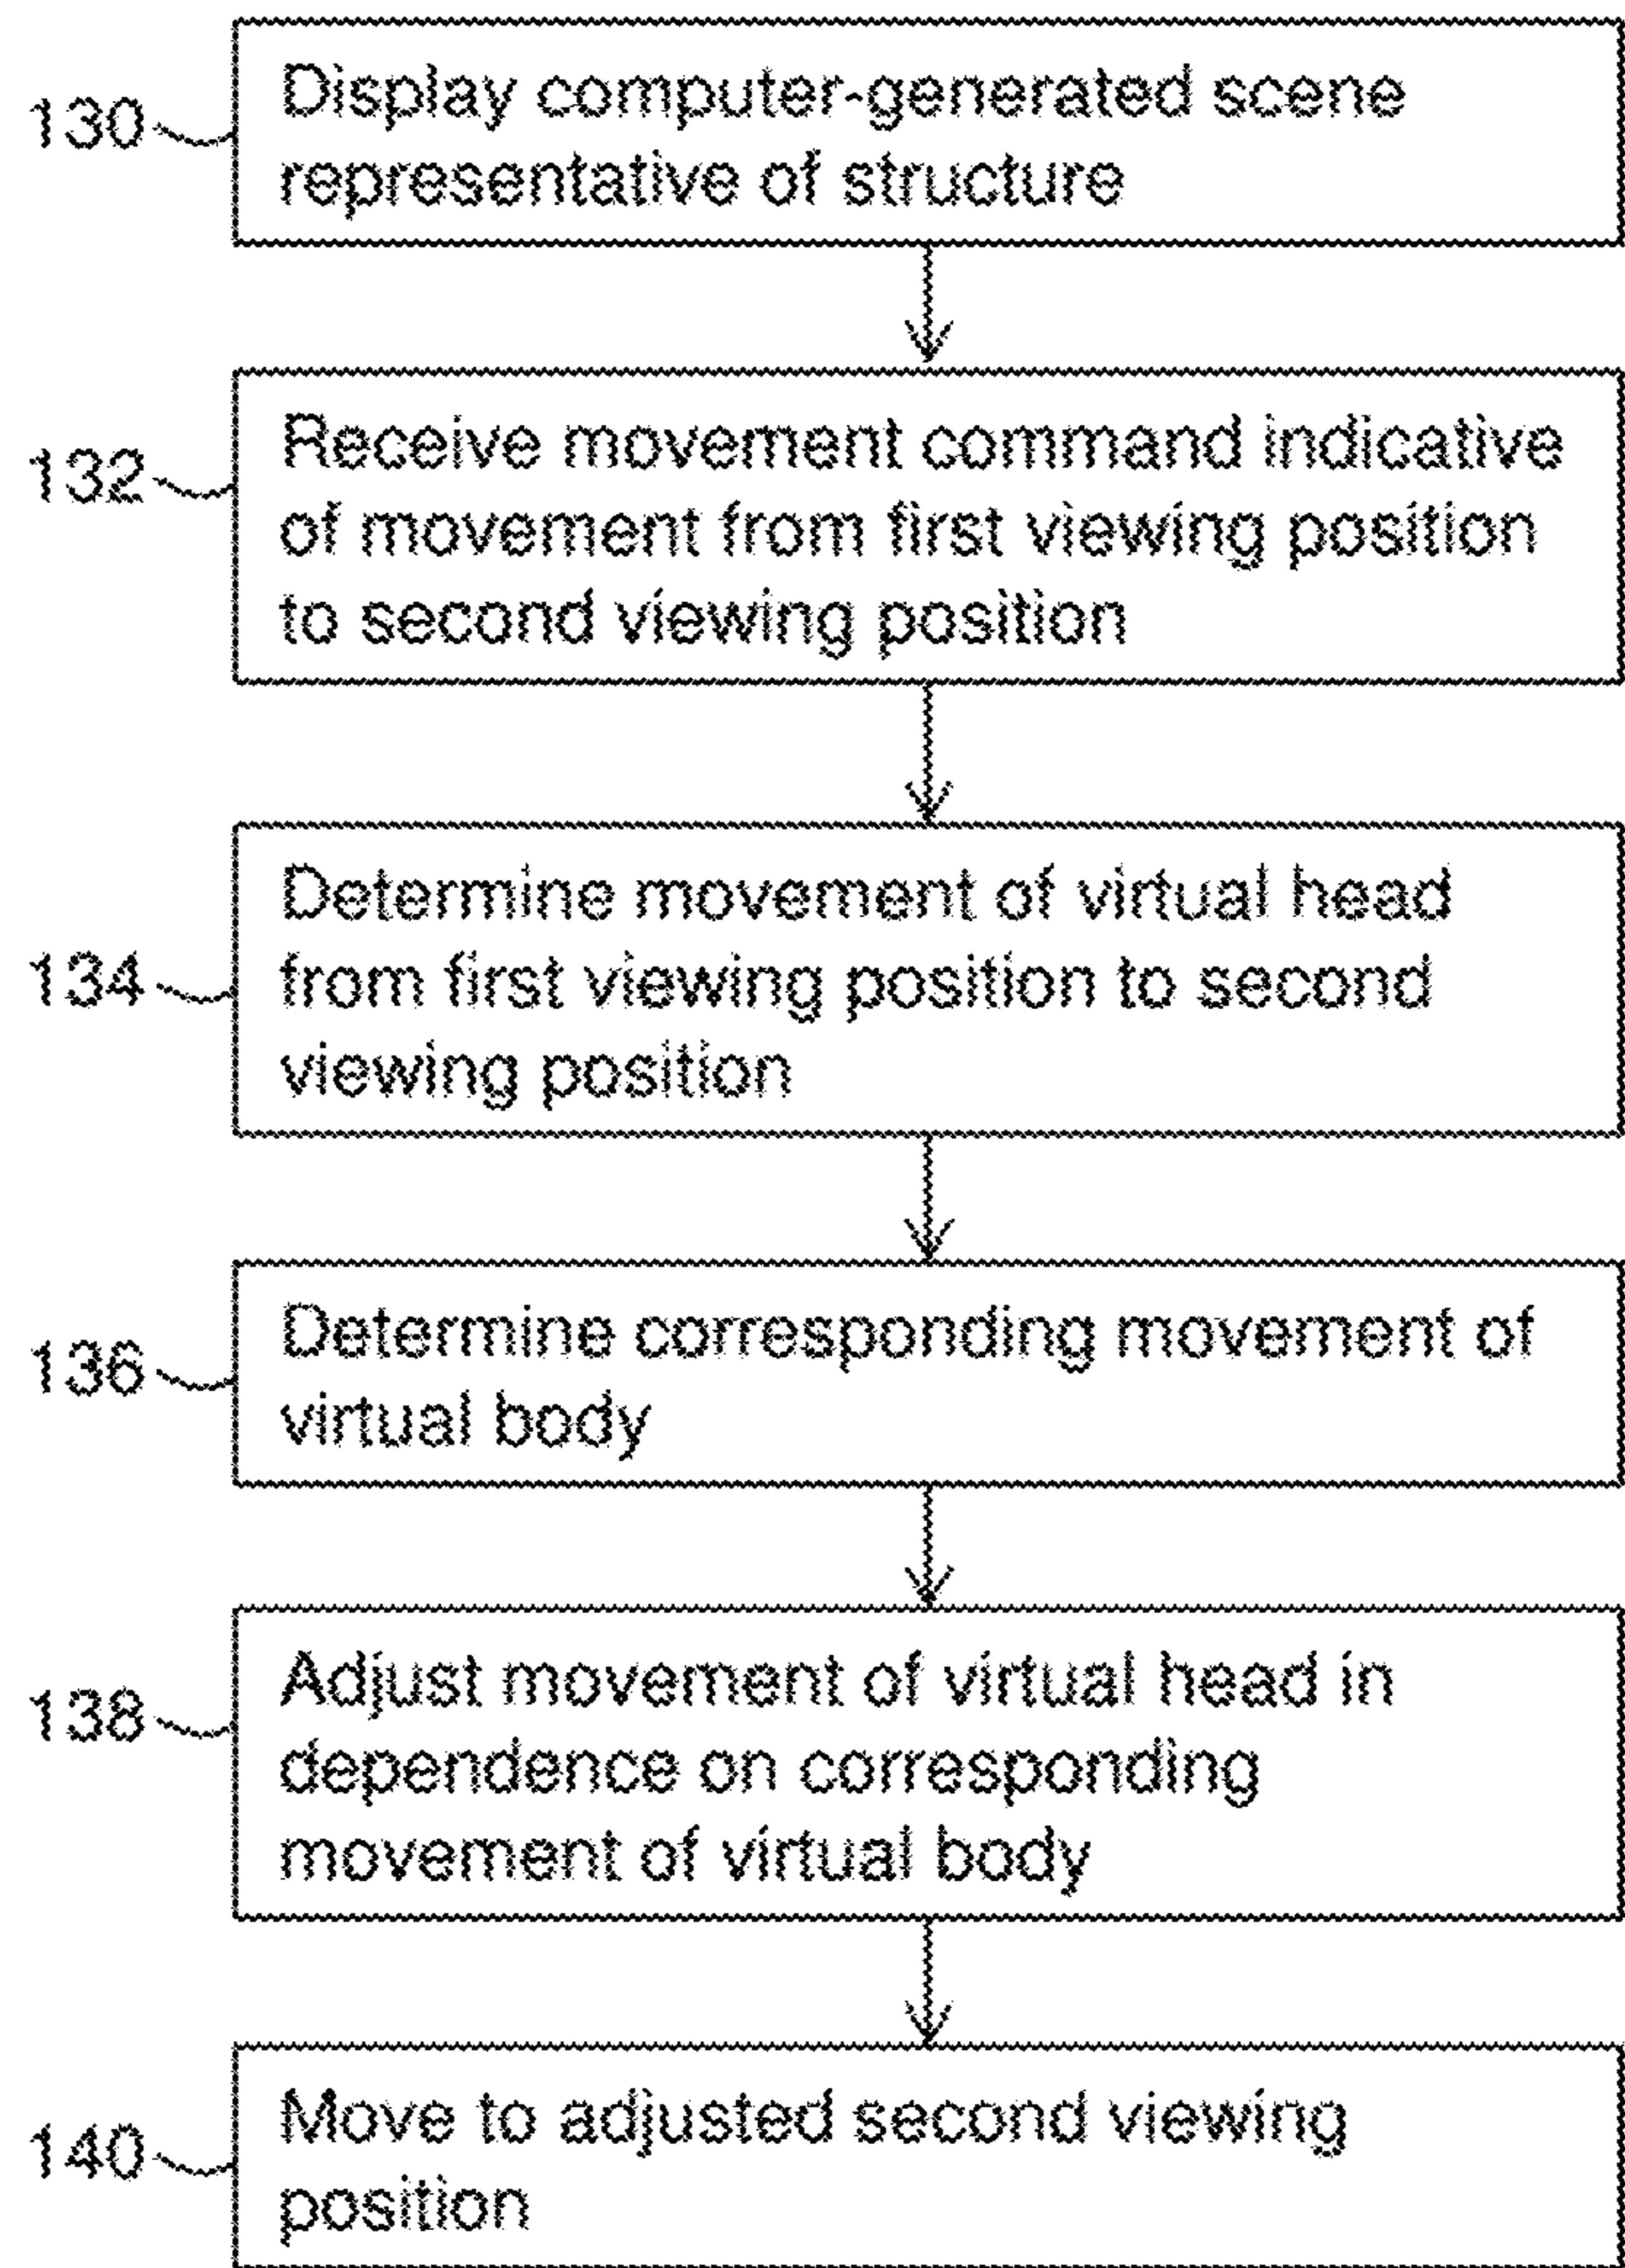 130
Display computer-generated scene
representative of structure
132
Receive movement command indicative
of movement from first viewing position
to second viewing position
134
Determine movement of virtual head
from first viewing position to second
viewing position
136
Determine corresponding movement of
virtual body
138
Adjust movement of virtual head in
dependence on corresponding
movement of virtual body
140
Move to adjusted second viewing
position